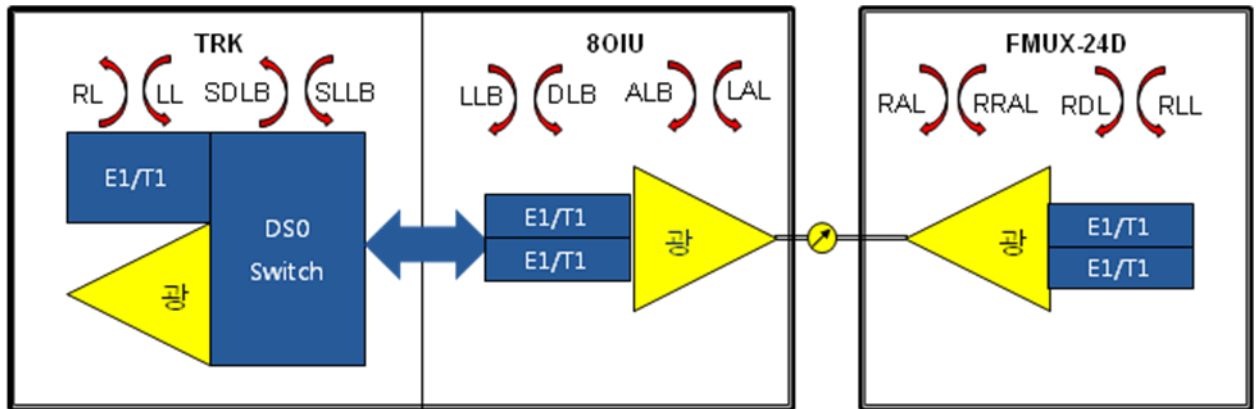 TRK
8OIU
FMUX-24D
RL LL SDLB SLLB
LLB DLB ALB LAL
RAL RRAL RDL RLL
E1/T1
DS0
Switch
광
E1/T1
E1/T1
광
광
E1/T1
E1/T1